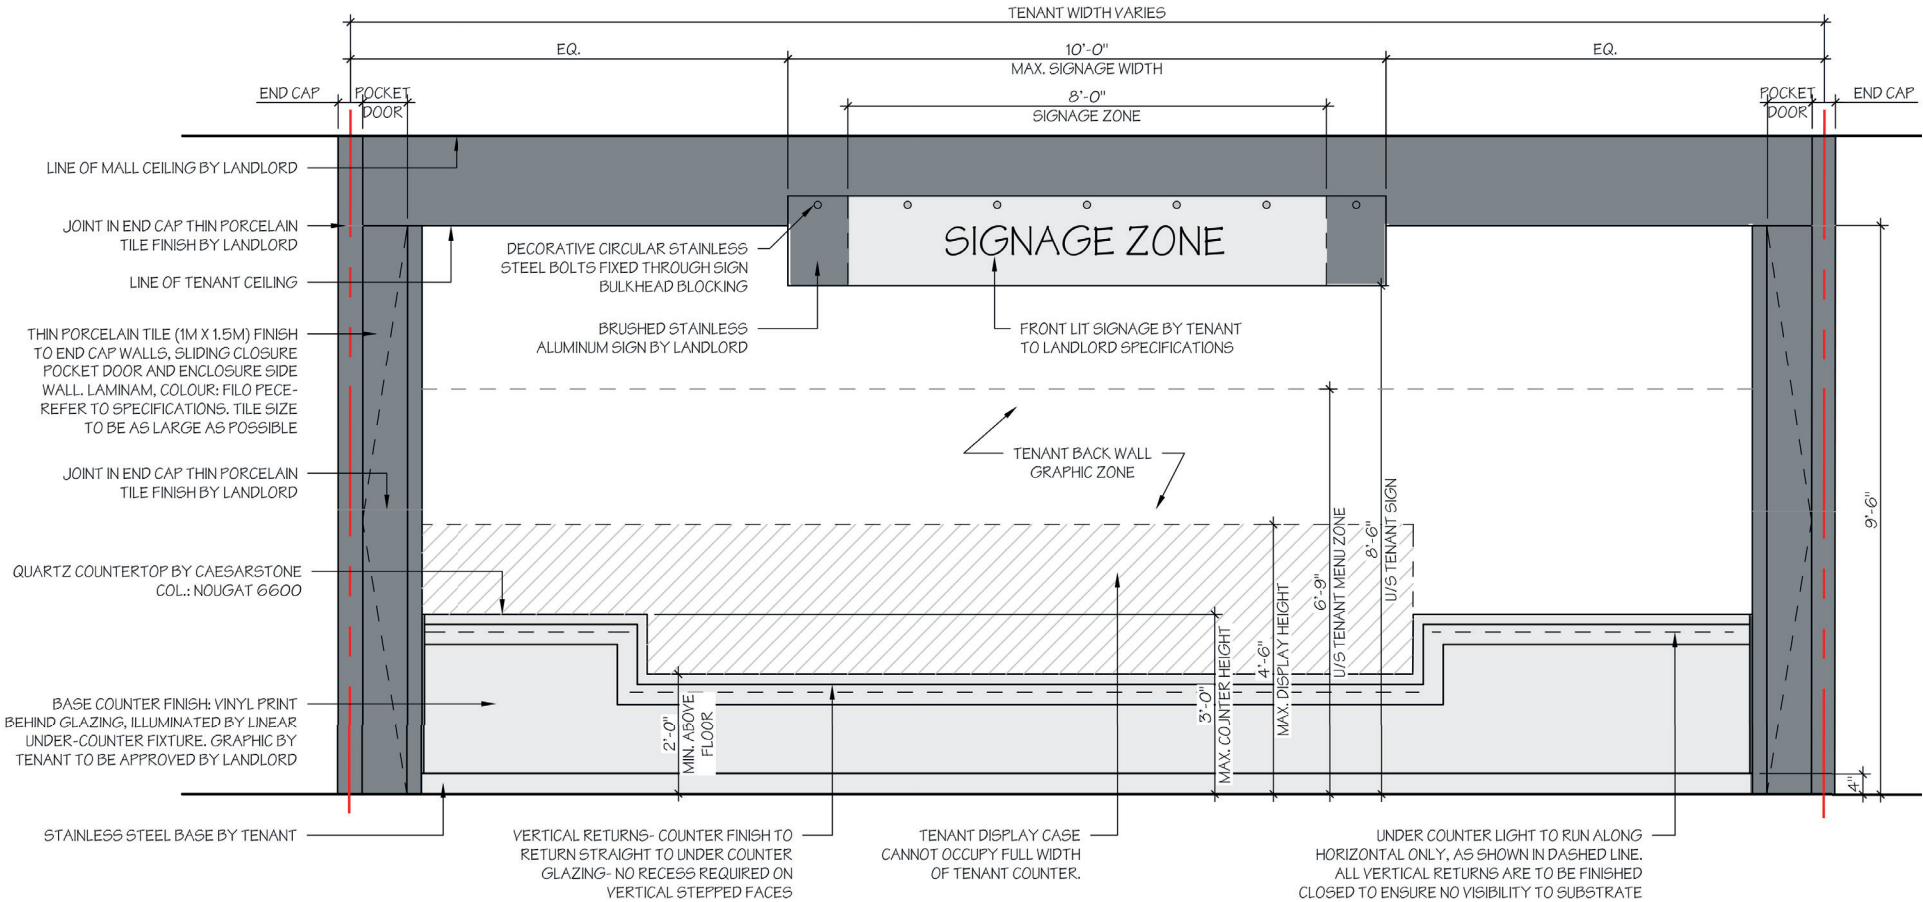 TENANT WIDTH VARIES
EQ.
10'-0"
EQ.
MAX. SIGNAGE WIDTH
END CAP
POCKET
DOOR
8'-0"
SIGNAGE ZONE
POCKET
DOOR
END CAP
LINE OF MALL CEILING BY LANDLORD
JOINT IN END CAP THIN PORCELAIN
TILE FINISH BY LANDLORD
LINE OF TENANT CEILING
DECORATIVE CIRCULAR STAINLESS
STEEL BOLTS FIXED THROUGH SIGN
BULKHEAD BLOCKING
SIGNAGE ZONE
BRUSHED STAINLESS
ALUMINUM SIGN BY LANDLORD
FRONT LIT SIGNAGE BY TENANT
TO LANDLORD SPECIFICATIONS
THIN PORCELAIN TILE (1M X 1.5M) FINISH
TO END CAP WALLS, SLIDING CLOSURE
POCKET DOOR AND ENCLOSURE SIDE
WALL. LAMINAM, COLOUR: FILO PECE-
REFER TO SPECIFICATIONS. TILE SIZE
TO BE AS LARGE AS POSSIBLE
TENANT BACK WALL
GRAPHIC ZONE
JOINT IN END CAP THIN PORCELAIN
TILE FINISH BY LANDLORD
QUARTZ COUNTERTOP BY CAESARSTONE
COL.: NOUGAT 6600
BASE COUNTER FINISH: VINYL PRINT
BEHIND GLAZING, ILLUMINATED BY LINEAR
UNDER-COUNTER FIXTURE. GRAPHIC BY
TENANT TO BE APPROVED BY LANDLORD
2'-0"
MIN. ABOVE
FLOOR
3'-0"
MAX. COUNTER HEIGHT
4'-6"
MAX. DISPLAY HEIGHT
6'-9"
U/S TENANT MENU ZONE
8'-6"
U/S TENANT SIGN
9'-6"
4"
STAINLESS STEEL BASE BY TENANT
VERTICAL RETURNS- COUNTER FINISH TO
RETURN STRAIGHT TO UNDER COUNTER
GLAZING- NO RECESS REQUIRED ON
VERTICAL STEPPED FACES
TENANT DISPLAY CASE
CANNOT OCCUPY FULL WIDTH
OF TENANT COUNTER.
UNDER COUNTER LIGHT TO RUN ALONG
HORIZONTAL ONLY, AS SHOWN IN DASHED LINE.
ALL VERTICAL RETURNS ARE TO BE FINISHED
CLOSED TO ENSURE NO VISIBILITY TO SUBSTRATE